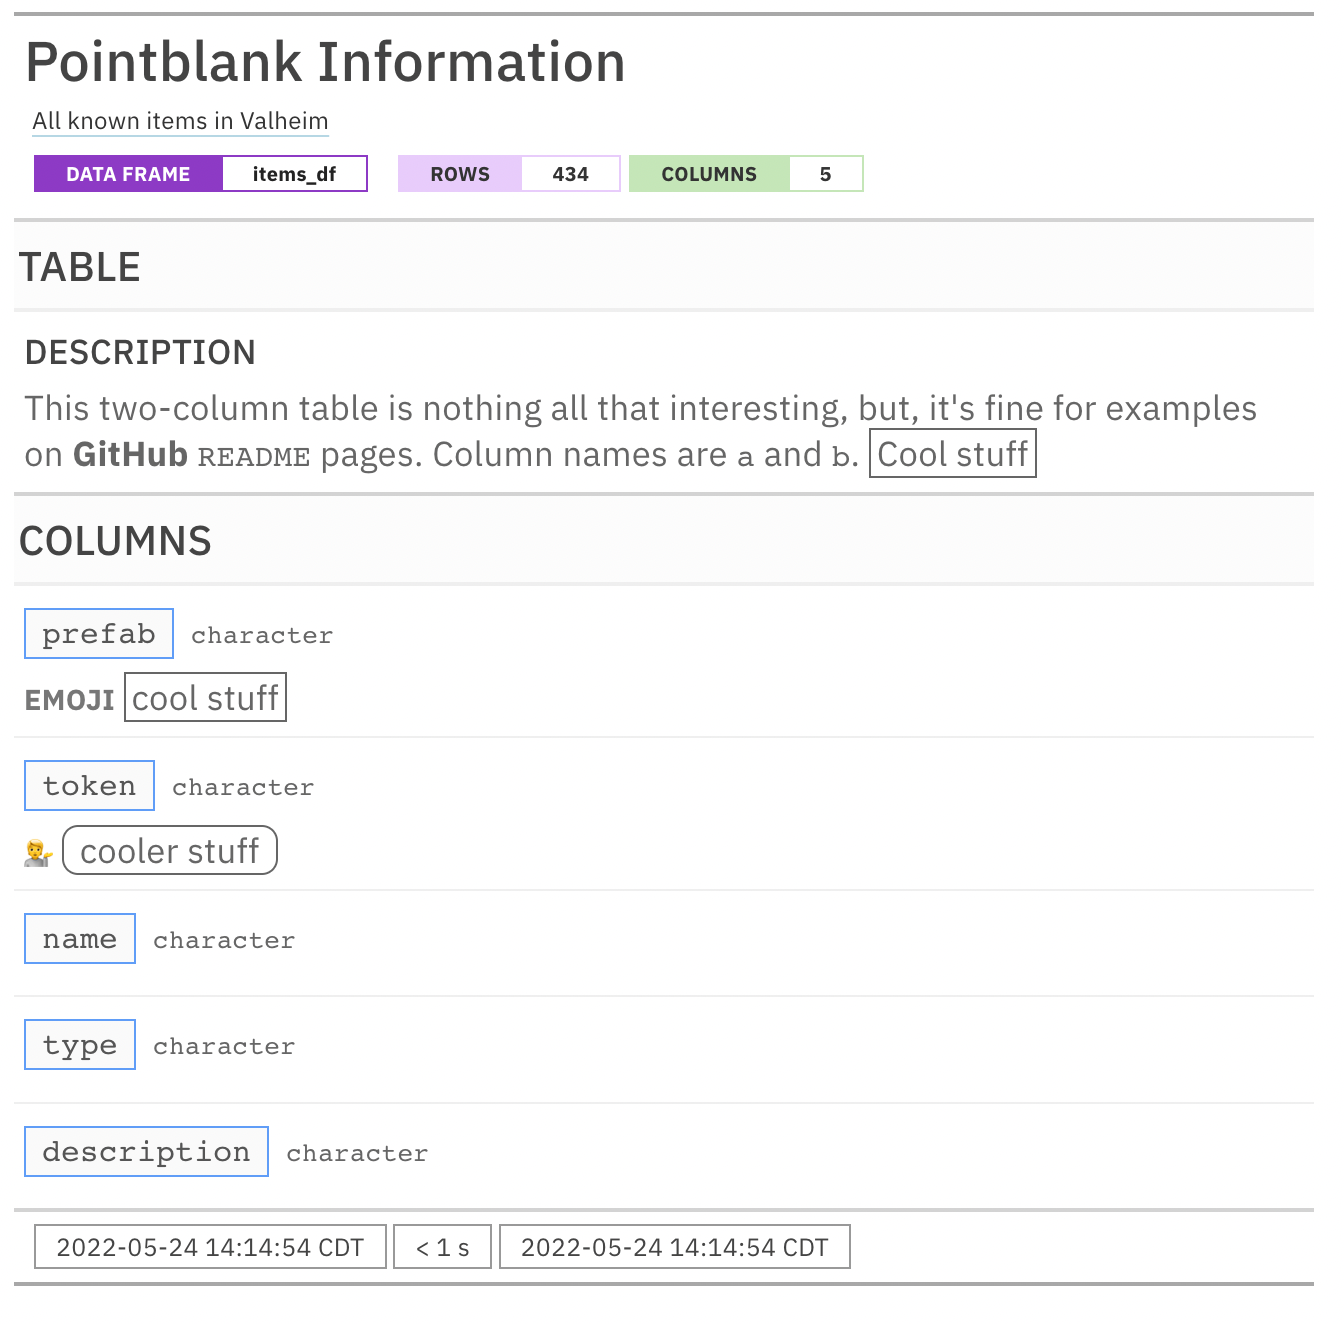 Pointblank Information
All known items in Valheim
DATA FRAME items_df ROWS 434 COLUMNS 5
TABLE
DESCRIPTION
This two-column table is nothing all that interesting, but, it's fine for examples
on GitHub README pages. Column names are a and b. Cool stuff
COLUMNS
prefab character
EMOJI cool stuff
token character
💁 cooler stuff
name character
type character
description character
2022-05-24 14:14:54 CDT < 1 s 2022-05-24 14:14:54 CDT